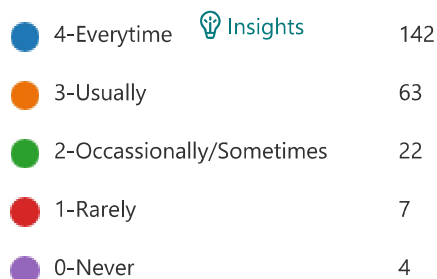 4-Everytime Insights 142
3-Usually 63
2-Occassionally/Sometimes 22
1-Rarely 7
0-Never 4